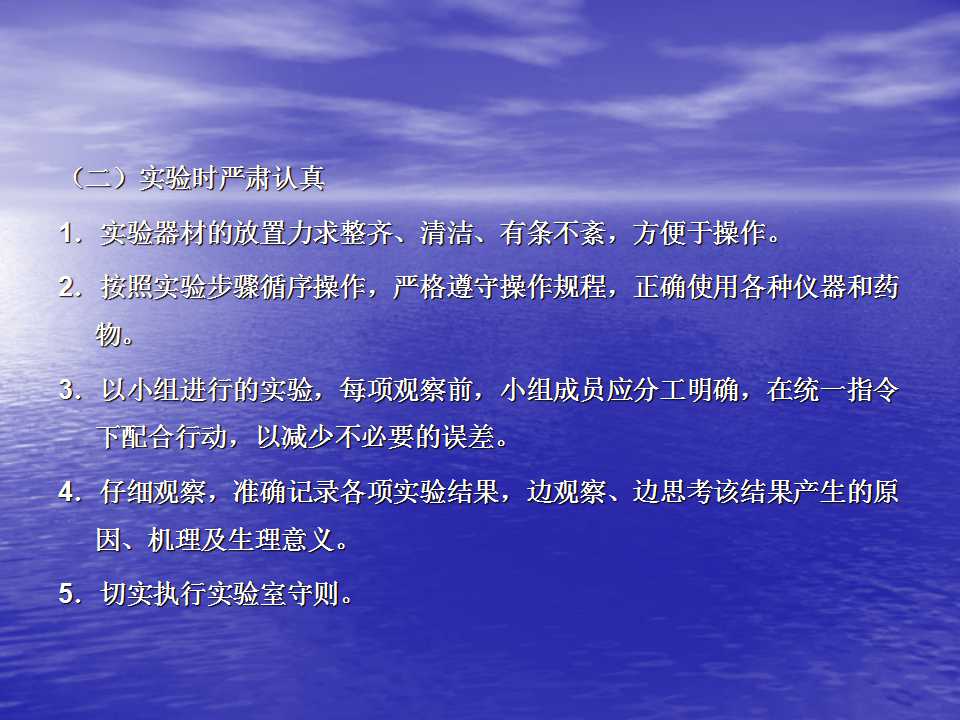 （二）实验时严肃认真
1．实验器材的放置力求整齐、清洁、有条不紊，方便于操作。
2．按照实验步骤循序操作，严格遵守操作规程，正确使用各种仪器和药
物。
3．以小组进行的实验，每项观察前，小组成员应分工明确，在统一指令
下配合行动，以减少不必要的误差。
4．仔细观察，准确记录各项实验结果，边观察、边思考该结果产生的原
因、机理及生理意义。
5．切实执行实验室守则。